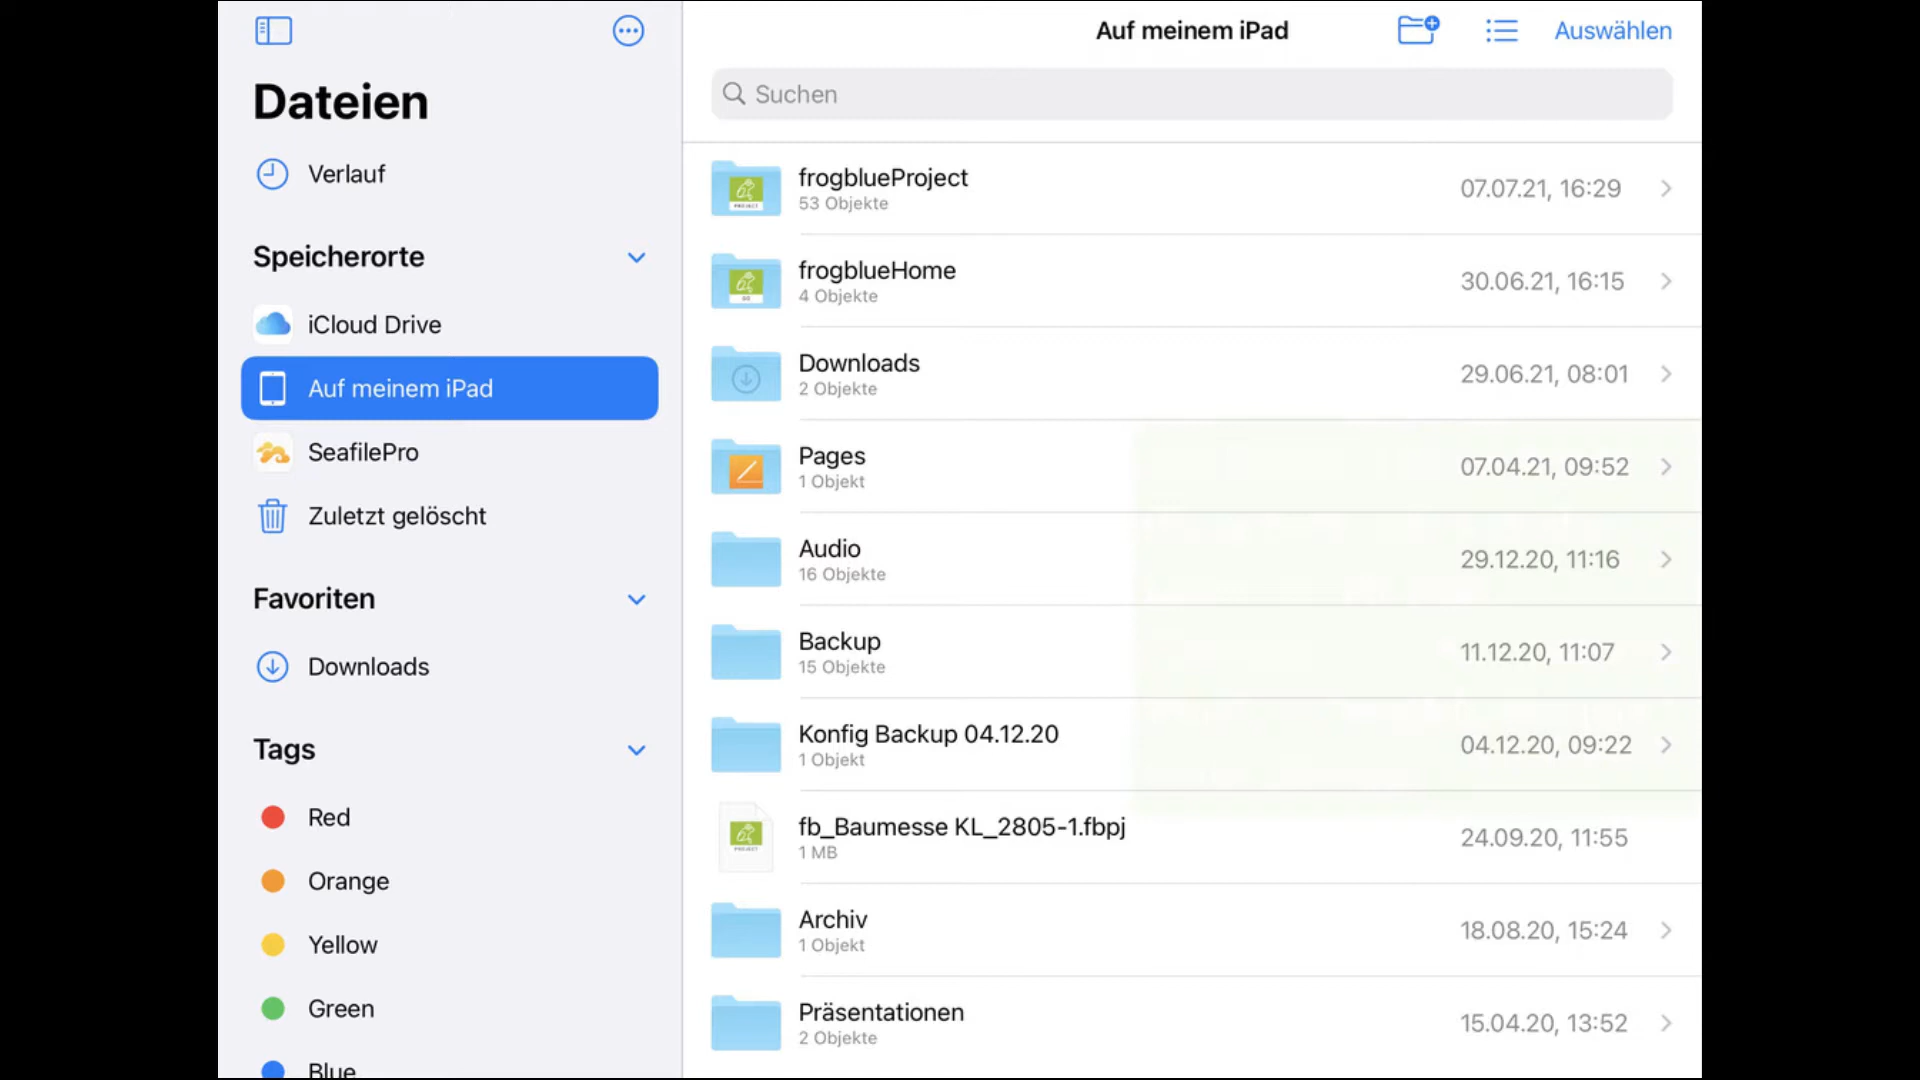 Dateien
Verlauf
Speicherorte
iCloud Drive
Auf meinem iPad
SeafilePro
Zuletzt gelöscht
Favoriten
Downloads
Tags
Red
Orange
Yellow
Green
Blue
Auf meinem iPad
Auswählen
Suchen
frogblueProject
53 Objekte
07.07.21, 16:29
PROJECT
frogblueHome
4 Objekte
30.06.21, 16:15
GO
Downloads
2 Objekte
29.06.21, 08:01
Pages
1 Objekt
07.04.21, 09:52
Audio
16 Objekte
29.12.20, 11:16
Backup
15 Objekte
11.12.20, 11:07
Konfig Backup 04.12.20
1 Objekt
04.12.20, 09:22
fb_Baumesse KL_2805-1.fbpj
1 MB
24.09.20, 11:55
PROJECT
Archiv
1 Objekt
18.08.20, 15:24
Präsentationen
2 Objekte
15.04.20, 13:52